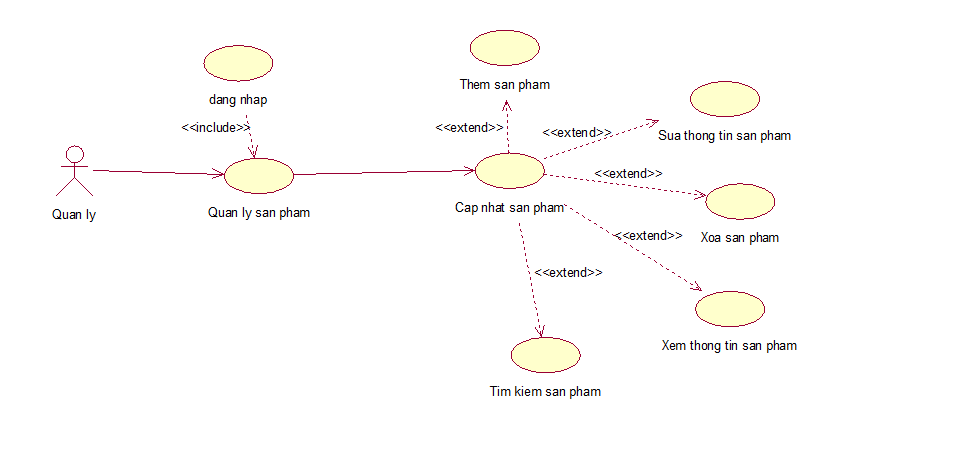 Them san pham
dang nhap
<<include>>
<<extend>>
<<extend>>
Sua thong tin san pham
<<extend>>
Quan ly
Quan ly san pham
Cap nhat san pham
<<extend>>
Xoa san pham
<<extend>>
Xem thong tin san pham
Tim kiem san pham